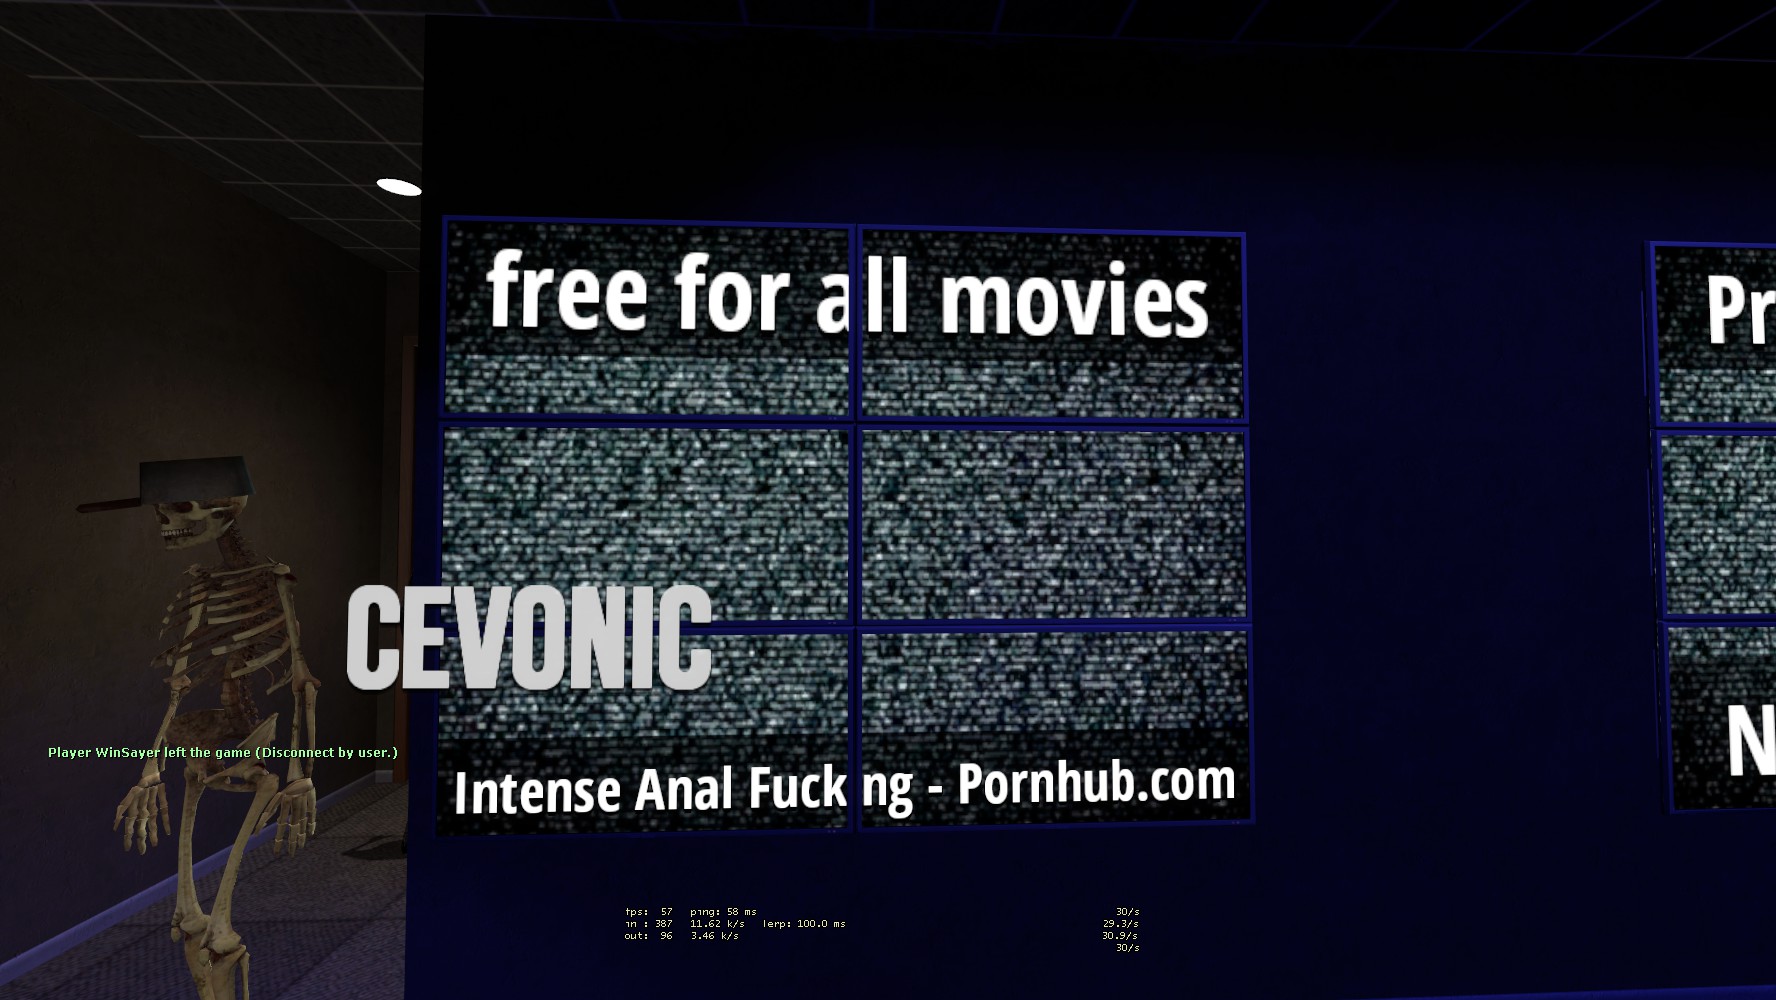 free for all movies
Pr
CEVONIC
Player WinSayer left the game (Disconnect by user.)
Intense Anal Fuck ng - Pornhub.com
N
fps: 57 ping: 58 ms 30/s
in : 387 11.62 k/s lerp: 100.0 ms 29.3/s
out: 96 3.46 k/s 30.9/s
30/s